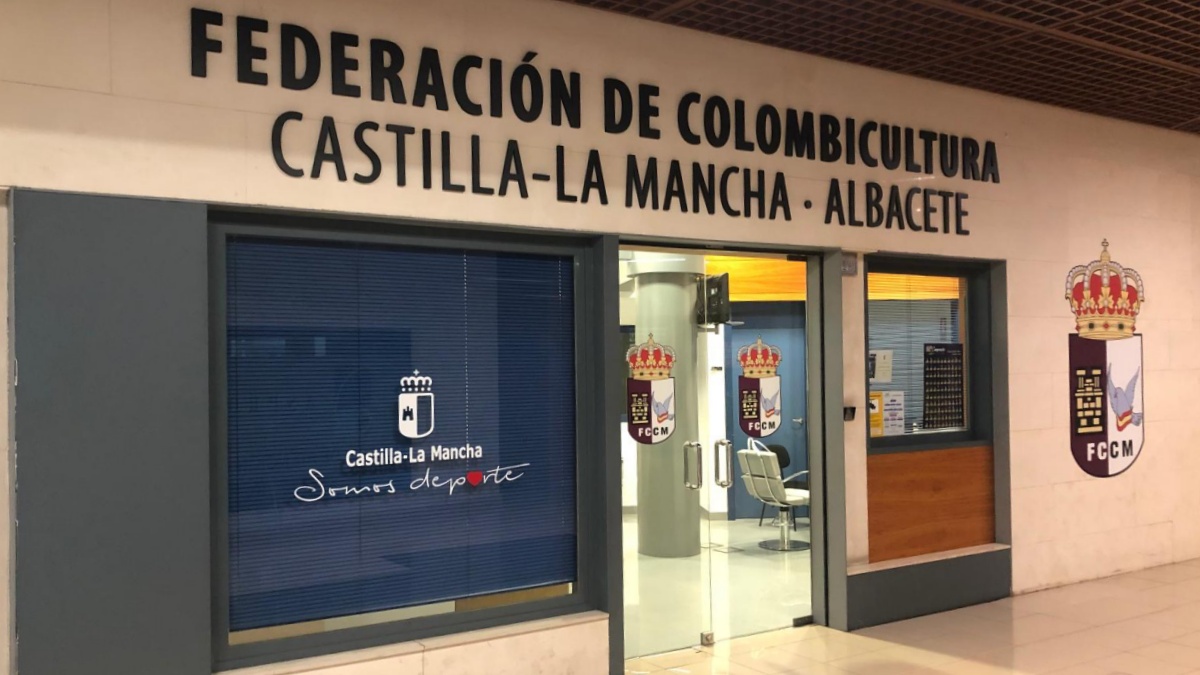 FEDERACIÓN DE COLOMBICULTURA
CASTILLA-LA MANCHA · ALBACETE
Castilla-La Mancha
Somos deporte
FCCM
FCCM
FCCM